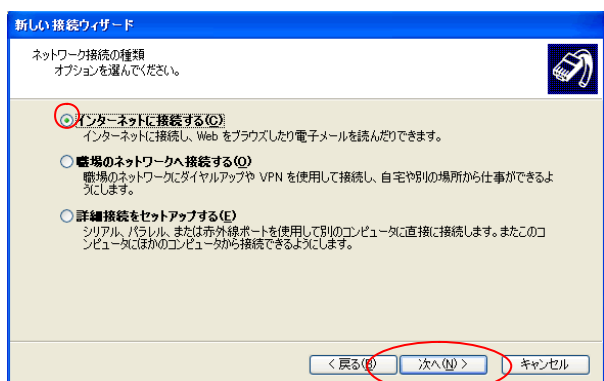 新しい接続ウィザード
ネットワーク接続の種類
オプションを選んでください。
インターネットに接続する(C)
インターネットに接続し、Web をブラウズしたり電子メールを読んだりできます。
職場のネットワークへ接続する(O)
職場のネットワークにダイヤルアップや VPN を使用して接続し、自宅や別の場所から仕事ができるよ
うにします。
詳細接続をセットアップする(E)
シリアル、パラレル、または赤外線ポートを使用して別のコンピュータに直接に接続します。またこのコ
ンピュータにほかのコンピュータから接続できるようにします。
< 戻る(B) 次へ(N) > キャンセル